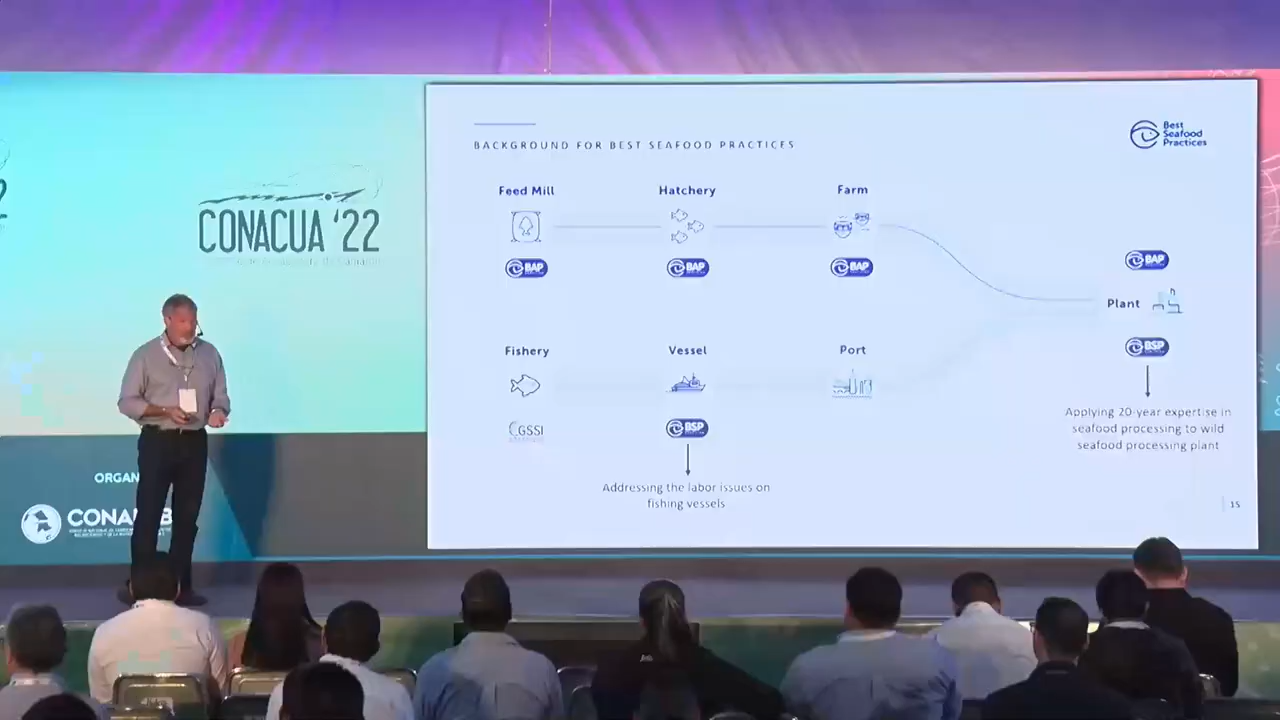 BACKGROUND FOR BEST SEAFOOD PRACTICES
Best
Seafood
Practices
Feed Mill
Hatchery
Farm
BAP
BAP
BAP
BAP
Plant
BSP
Applying 20-year expertise in
seafood processing to wild
seafood processing plant
Fishery
Vessel
Port
GSSI
BSP
Addressing the labor issues on
fishing vessels
15
CONACUA '22
ORGAN